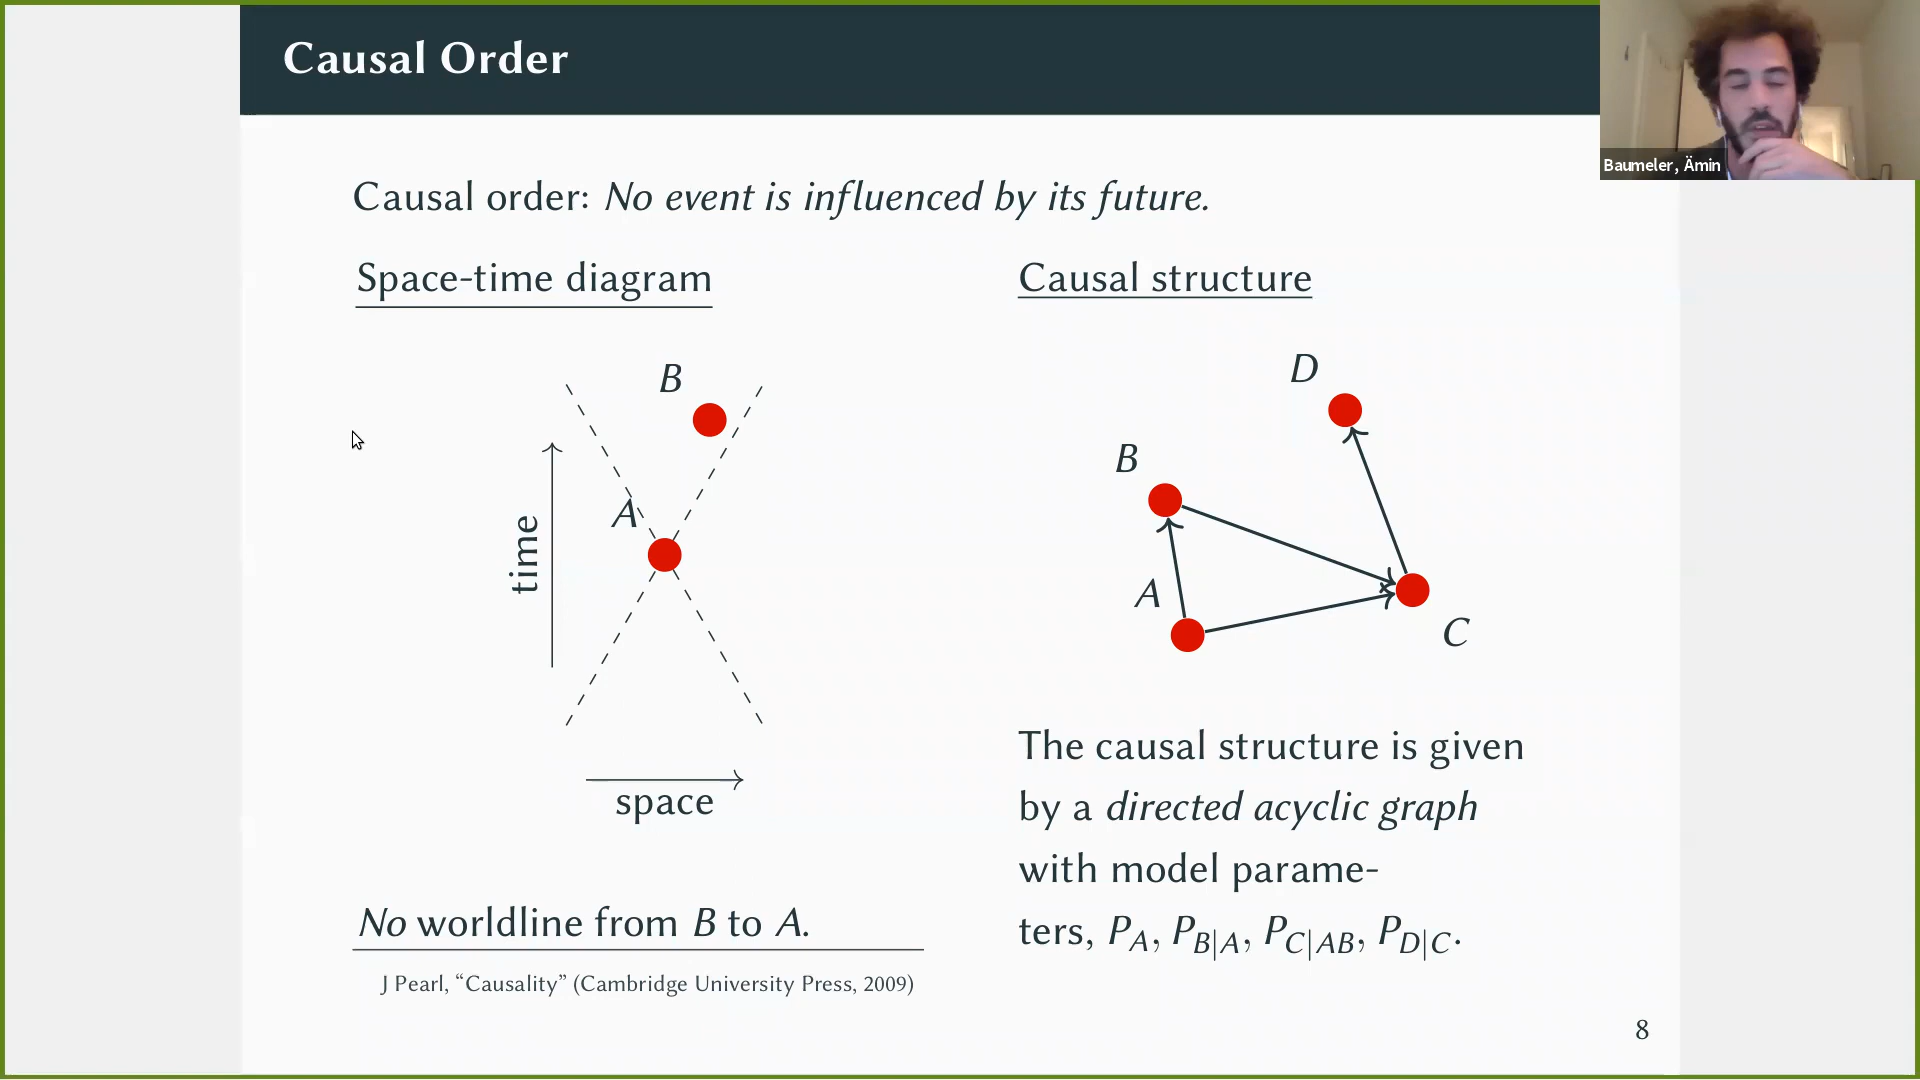 Causal Order
Baumeler, Ämin
Causal order: No event is influenced by its future.
Space-time diagram
B
A
time
space
No worldline from B to A.
J Pearl, “Causality” (Cambridge University Press, 2009)
Causal structure
D
B
A
C
The causal structure is given
by a directed acyclic graph
with model parame-
ters, P_A, P_{B|A}, P_{C|AB}, P_{D|C}.
8